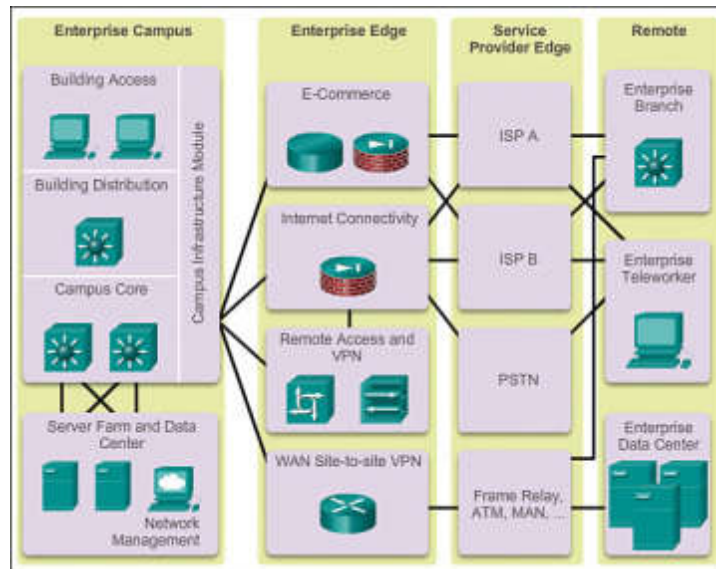 Enterprise Campus
Building Access
Building Distribution
Campus Core
Campus Infrastructure Module
Server Farm and Data
Center
Network
Management
Enterprise Edge
E-Commerce
Internet Connectivity
Remote Access and
VPN
WAN Site-to-site VPN
Service
Provider Edge
ISP A
ISP B
PSTN
Frame Relay,
ATM, MAN, ...
Remote
Enterprise
Branch
Enterprise
Teleworker
Enterprise
Data Center